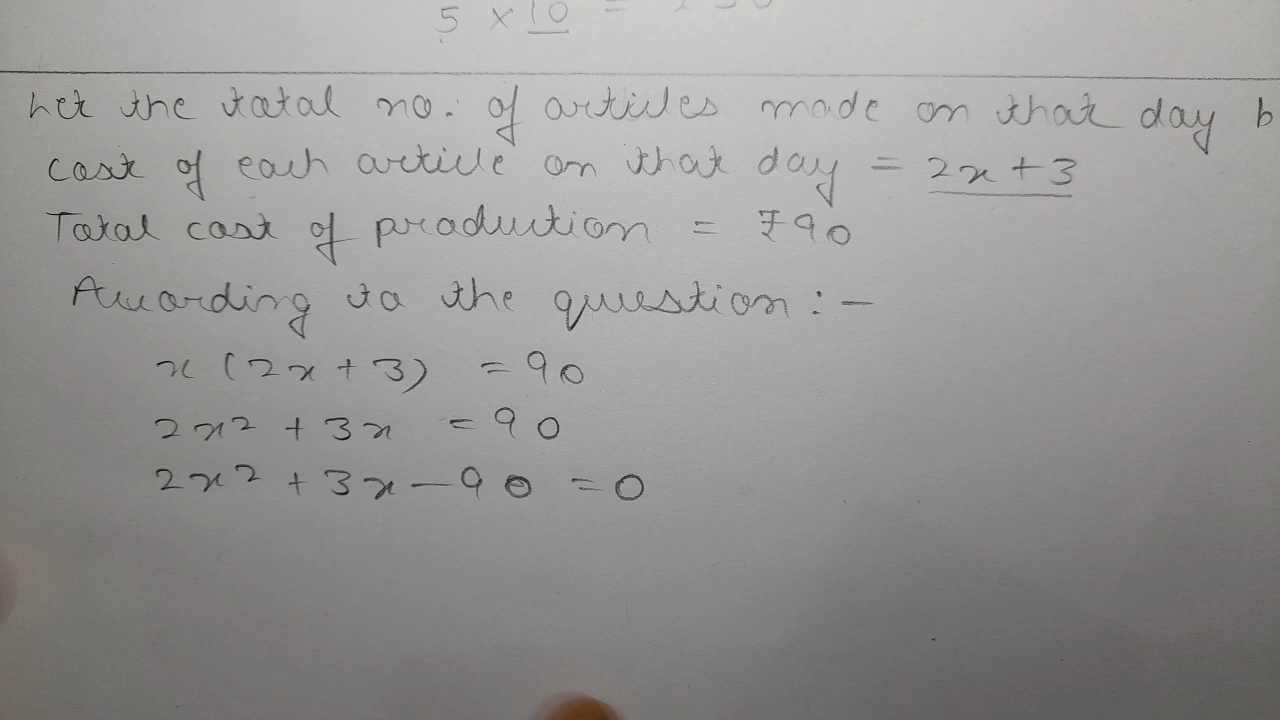 5 × 10 =
Let the total no. of articles made on that day b
cost of each article on that day = 2x + 3
Total cost of production = ₹90
According to the question : –
x (2x + 3) = 90
2x² + 3x = 90
2x² + 3x – 90 = 0